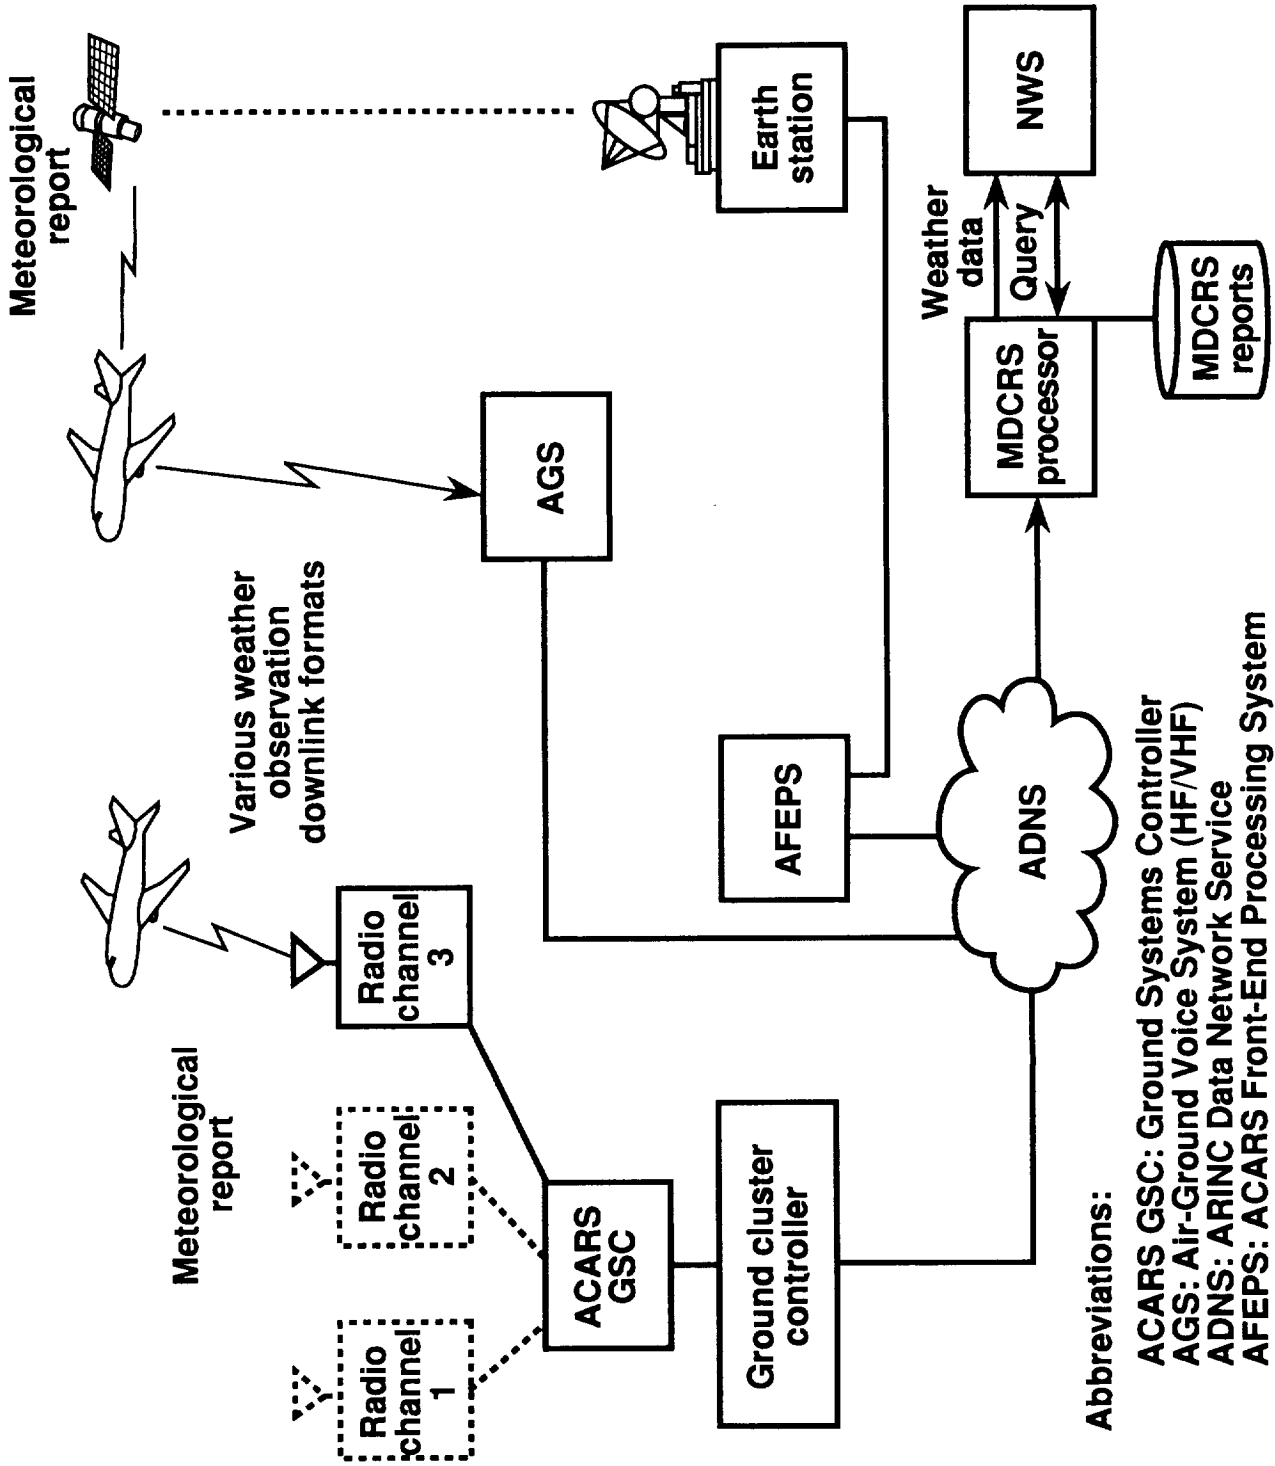 Meteorological
report
Meteorological
report
Various weather
observation
downlink formats
Radio
channel
1
Radio
channel
2
Radio
channel
3
ACARS
GSC
AGS
Ground cluster
controller
AFEPS
Earth
station
ADNS
MDCRS
processor
Weather
data
Query
NWS
MDCRS
reports
Abbreviations:
ACARS GSC: Ground Systems Controller
AGS: Air-Ground Voice System (HF/VHF)
ADNS: ARINC Data Network Service
AFEPS: ACARS Front-End Processing System